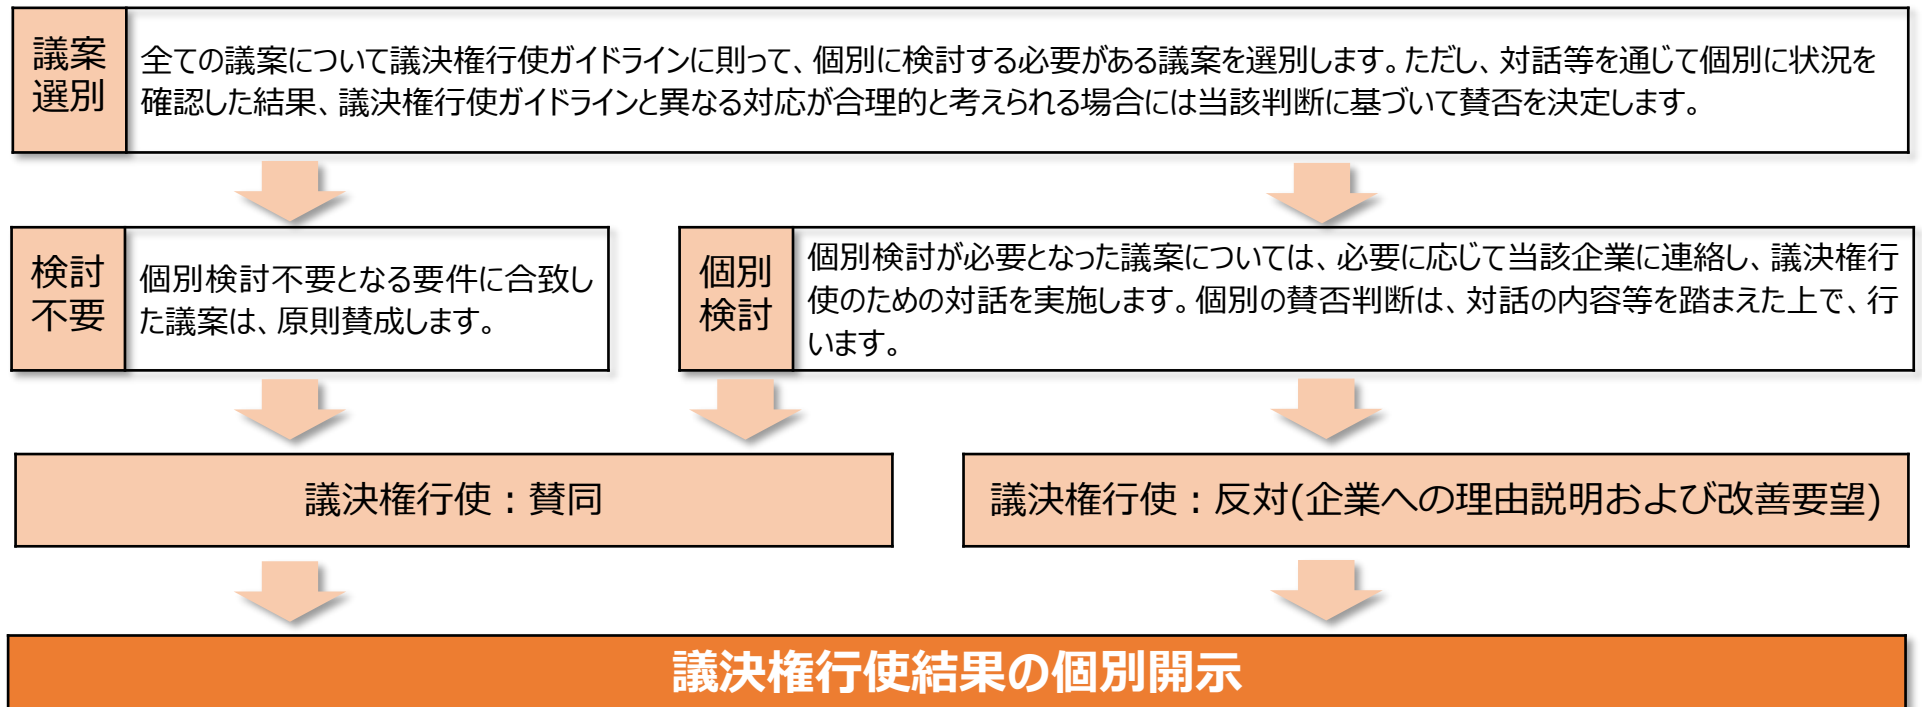 議案
選別
全ての議案について議決権行使ガイドラインに則って、個別に検討する必要がある議案を選別します。ただし、対話等を通じて個別に状況を
確認した結果、議決権行使ガイドラインと異なる対応が合理的と考えられる場合には当該判断に基づいて賛否を決定します。
検討
不要
個別検討不要となる要件に合致し
た議案は、原則賛成します。
個別
検討
個別検討が必要となった議案については、必要に応じて当該企業に連絡し、議決権行
使のための対話を実施します。個別の賛否判断は、対話の内容等を踏まえた上で、行
います。
議決権行使：賛同
議決権行使：反対(企業への理由説明および改善要望)
議決権行使結果の個別開示